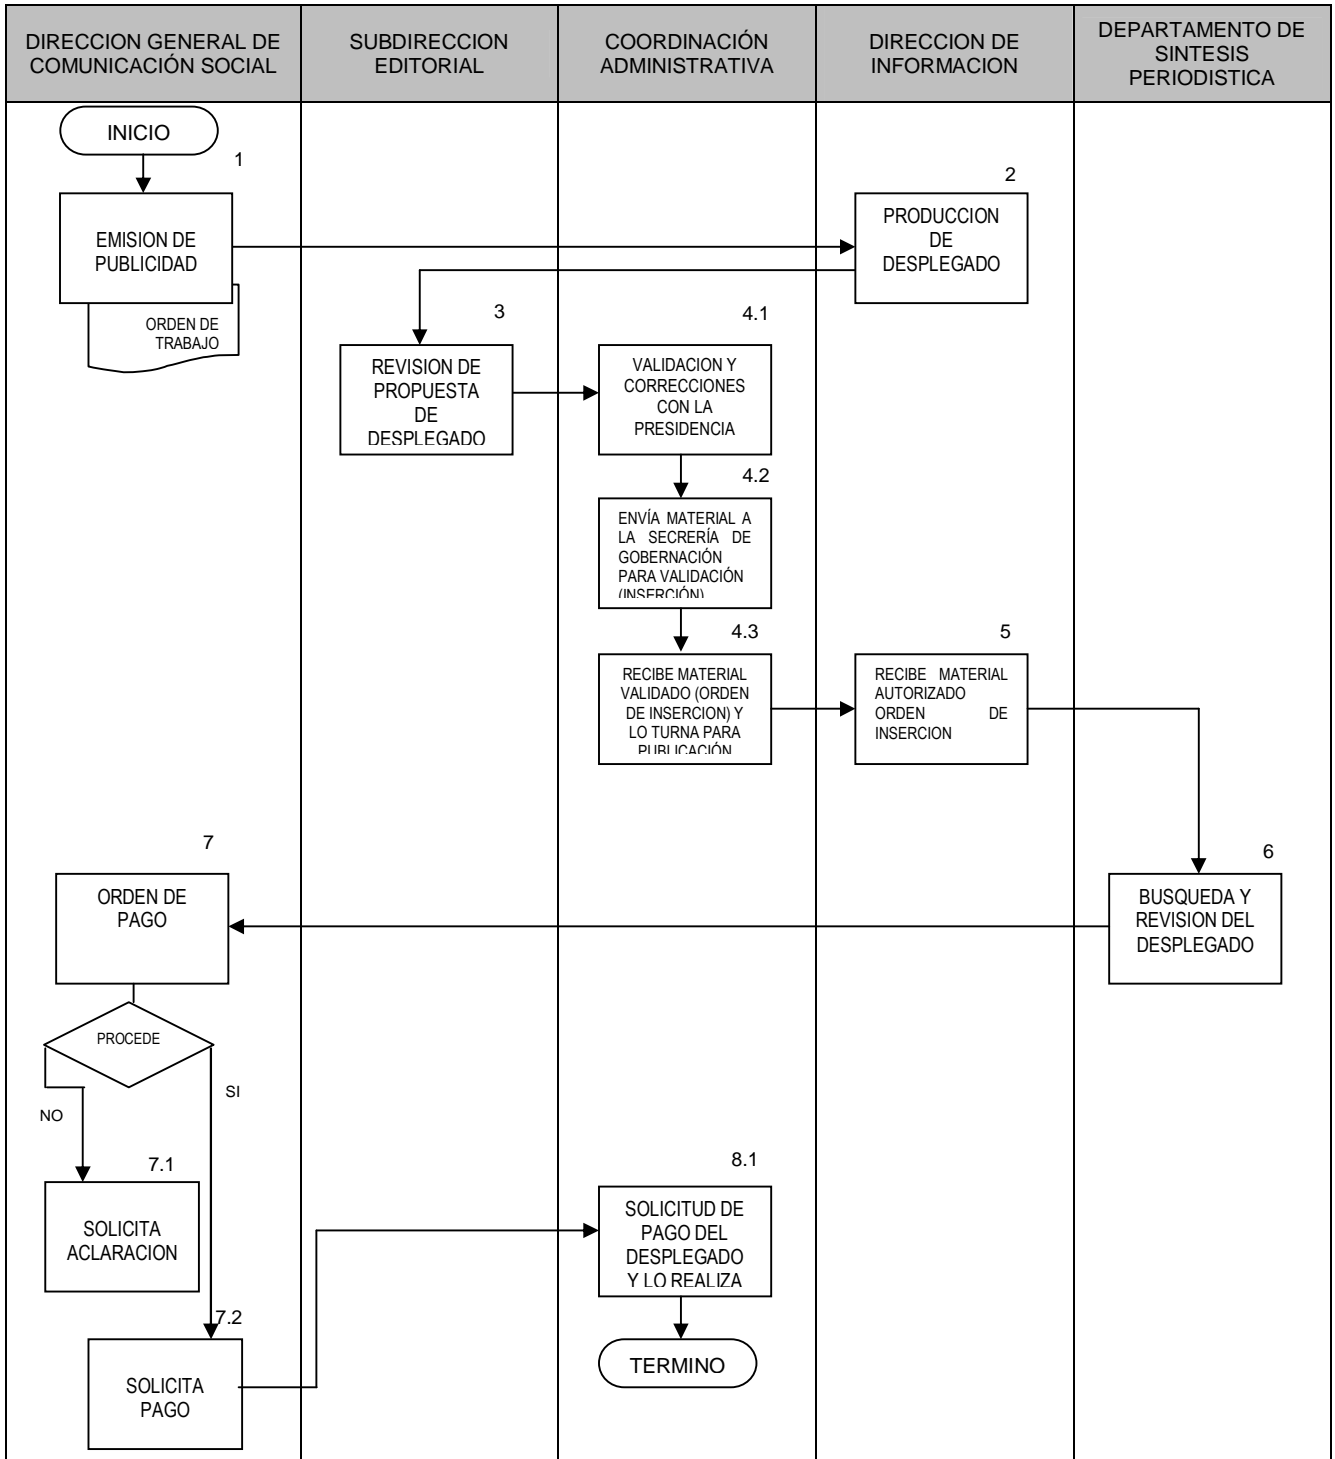 DIRECCION GENERAL DE
COMUNICACIÓN SOCIAL
SUBDIRECCION
EDITORIAL
COORDINACIÓN
ADMINISTRATIVA
DIRECCION DE
INFORMACION
DEPARTAMENTO DE
SINTESIS
PERIODISTICA
INICIO
1
EMISION DE
PUBLICIDAD
ORDEN DE
TRABAJO
2
PRODUCCION
DE
DESPLEGADO
3
REVISION DE
PROPUESTA
DE
DESPLEGADO
4.1
VALIDACION Y
CORRECCIONES
CON LA
PRESIDENCIA
4.2
ENVÍA MATERIAL A
LA SECRERÍA DE
GOBERNACIÓN
PARA VALIDACIÓN
(INSERCIÓN)
4.3
RECIBE MATERIAL
VALIDADO (ORDEN
DE INSERCION) Y
LO TURNA PARA
PUBLICACIÓN
5
RECIBE MATERIAL
AUTORIZADO
ORDEN DE
INSERCION
6
BUSQUEDA Y
REVISION DEL
DESPLEGADO
7
ORDEN DE
PAGO
PROCEDE
NO
SI
7.1
SOLICITA
ACLARACION
7.2
SOLICITA
PAGO
8.1
SOLICITUD DE
PAGO DEL
DESPLEGADO
Y LO REALIZA
TERMINO